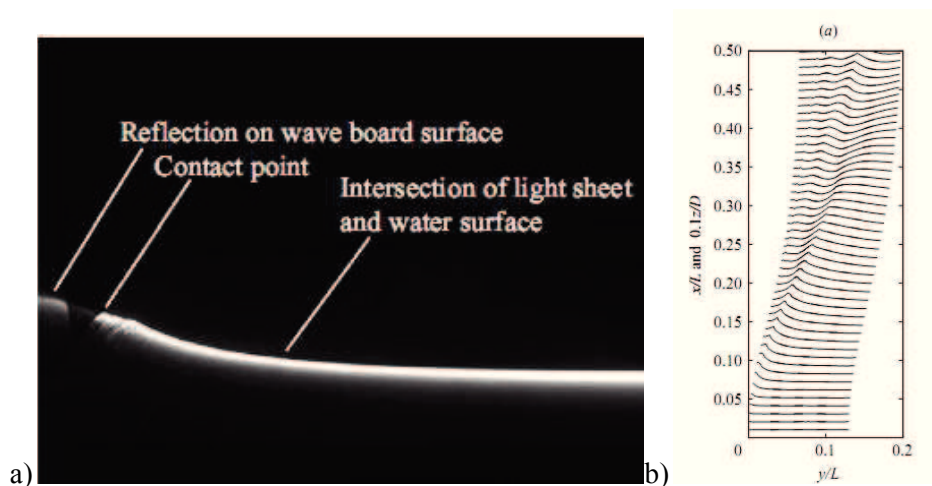 Reflection on wave board surface
Contact point
Intersection of light sheet
and water surface
a)
b)
(a)
0.50
0.45
0.40
0.35
0.30
0.25
0.20
0.15
0.10
0.05
0
0.1
0.2
x/L and 0.1z/D
y/L